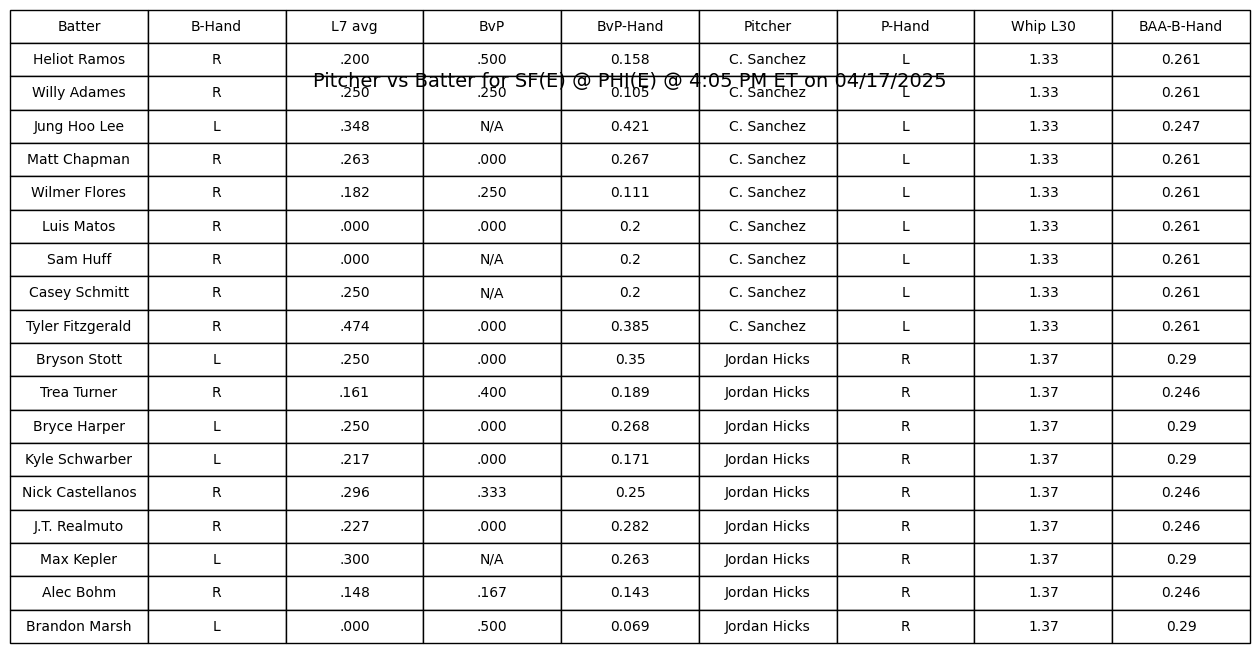 Batter B-Hand L7 avg BvP BvP-Hand Pitcher P-Hand Whip L30 BAA-B-Hand
Heliot Ramos R .200 .500 0.158 C. Sanchez L 1.33 0.261
Pitcher vs Batter for SF(E) @ PHI(E) @ 4:05 PM ET on 04/17/2025
Willy Adames R .250 .250 0.105 C. Sanchez L 1.33 0.261
Jung Hoo Lee L .348 N/A 0.421 C. Sanchez L 1.33 0.247
Matt Chapman R .263 .000 0.267 C. Sanchez L 1.33 0.261
Wilmer Flores R .182 .250 0.111 C. Sanchez L 1.33 0.261
Luis Matos R .000 .000 0.2 C. Sanchez L 1.33 0.261
Sam Huff R .000 N/A 0.2 C. Sanchez L 1.33 0.261
Casey Schmitt R .250 N/A 0.2 C. Sanchez L 1.33 0.261
Tyler Fitzgerald R .474 .000 0.385 C. Sanchez L 1.33 0.261
Bryson Stott L .250 .000 0.35 Jordan Hicks R 1.37 0.29
Trea Turner R .161 .400 0.189 Jordan Hicks R 1.37 0.246
Bryce Harper L .250 .000 0.268 Jordan Hicks R 1.37 0.29
Kyle Schwarber L .217 .000 0.171 Jordan Hicks R 1.37 0.29
Nick Castellanos R .296 .333 0.25 Jordan Hicks R 1.37 0.246
J.T. Realmuto R .227 .000 0.282 Jordan Hicks R 1.37 0.246
Max Kepler L .300 N/A 0.263 Jordan Hicks R 1.37 0.29
Alec Bohm R .148 .167 0.143 Jordan Hicks R 1.37 0.246
Brandon Marsh L .000 .500 0.069 Jordan Hicks R 1.37 0.29